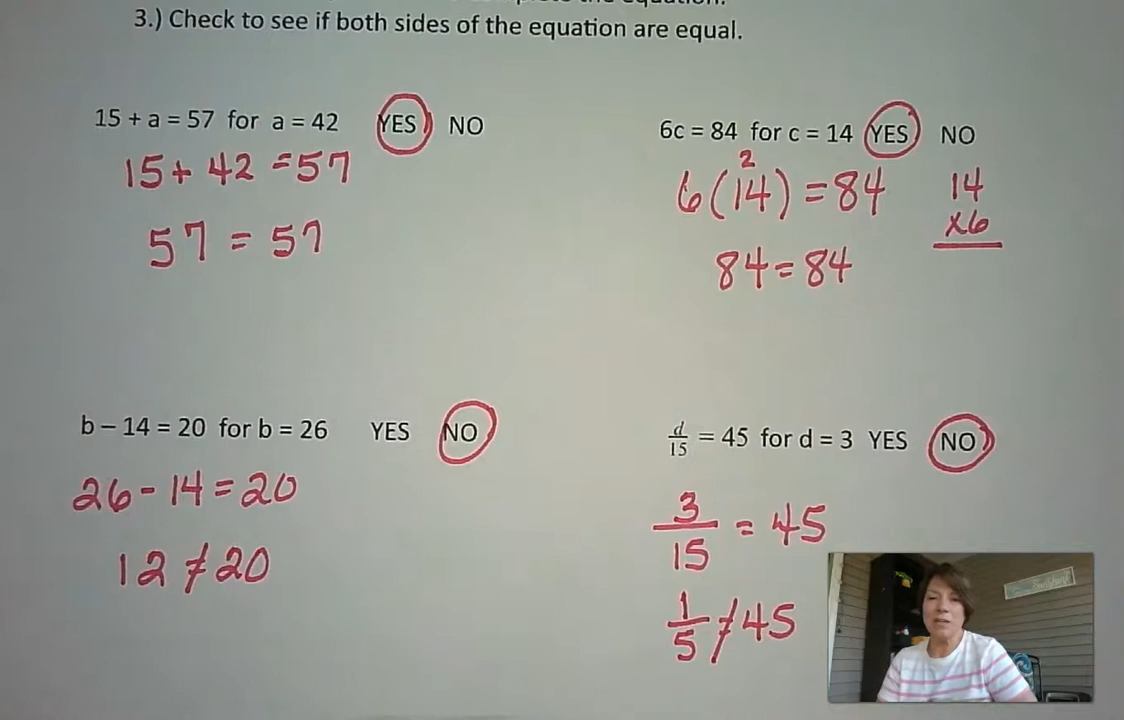 3.) Check to see if both sides of the equation are equal.
15 + a = 57 for a = 42 YES NO
15 + 42 = 57
57 = 57
6c = 84 for c = 14 YES NO
2
6(14) = 84
84 = 84
14
x6
b – 14 = 20 for b = 26 YES NO
26 - 14 = 20
12 ≠ 20
d/15 = 45 for d = 3 YES NO
3/15 = 45
1/5 ≠ 45